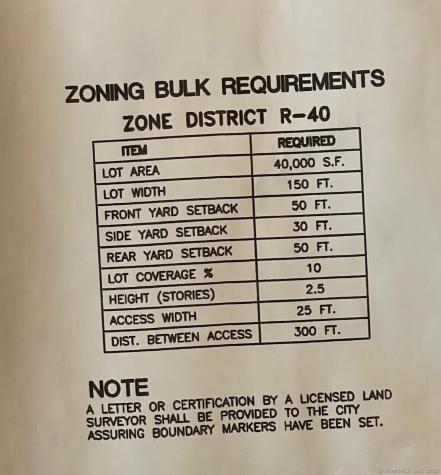 ZONING BULK REQUIREMENTS
ZONE DISTRICT R-40
ITEM REQUIRED
LOT AREA 40,000 S.F.
LOT WIDTH 150 FT.
FRONT YARD SETBACK 50 FT.
SIDE YARD SETBACK 30 FT.
REAR YARD SETBACK 50 FT.
LOT COVERAGE % 10
HEIGHT (STORIES) 2.5
ACCESS WIDTH 25 FT.
DIST. BETWEEN ACCESS 300 FT.
NOTE
A LETTER OR CERTIFICATION BY A LICENSED LAND
SURVEYOR SHALL BE PROVIDED TO THE CITY
ASSURING BOUNDARY MARKERS HAVE BEEN SET.